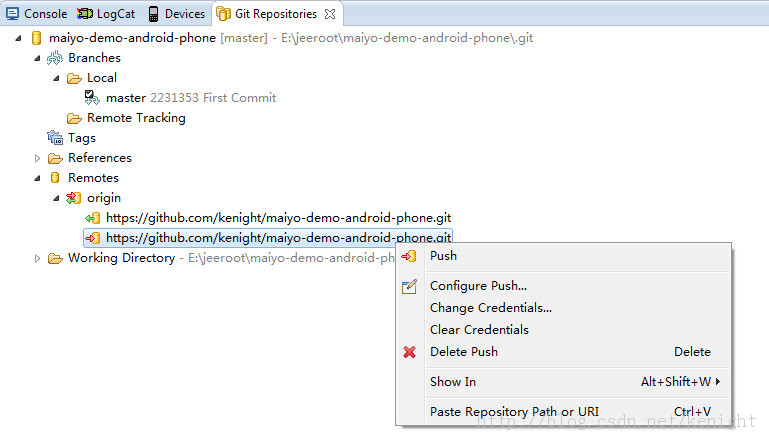 Console LogCat Devices Git Repositories
maiyo-demo-android-phone [master] - E:\jeeroot\maiyo-demo-android-phone\.git
Branches
Local
master 2231353 First Commit
Remote Tracking
Tags
References
Remotes
origin
https://github.com/kenight/maiyo-demo-android-phone.git
https://github.com/kenight/maiyo-demo-android-phone.git
Working Directory - E:\jeeroot\maiyo-demo-android-ph
Push
Configure Push...
Change Credentials...
Clear Credentials
Delete Push Delete
Show In Alt+Shift+W
Paste Repository Path or URI Ctrl+V
http://blog.csdn.net/kenight